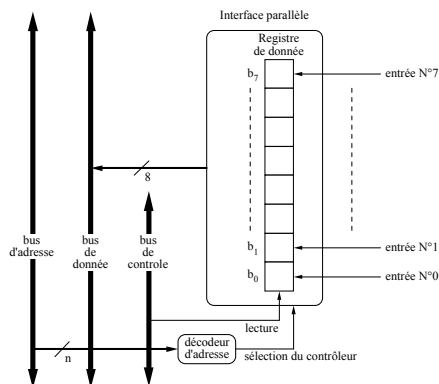 Interface parallèle
Registre
de donnée
b7
entrée N°7
8
bus
d'adresse
bus
de
donnée
bus
de
controle
b1
entrée N°1
b0
entrée N°0
lecture
n
décodeur
d'adresse
sélection du contrôleur